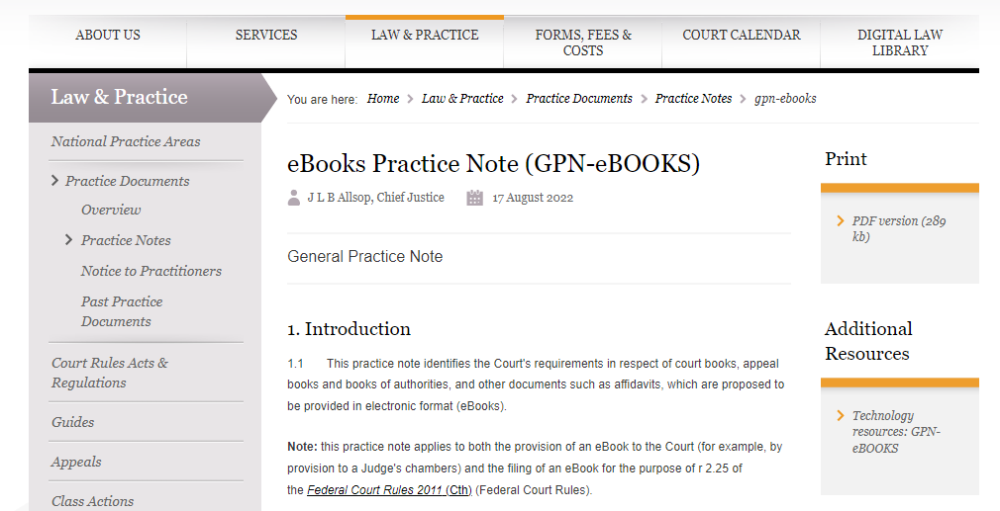 ABOUT US
SERVICES
LAW & PRACTICE
FORMS, FEES &
COSTS
COURT CALENDAR
DIGITAL LAW
LIBRARY
Law & Practice
National Practice Areas
Practice Documents
Overview
Practice Notes
Notice to Practitioners
Past Practice
Documents
Court Rules Acts &
Regulations
Guides
Appeals
Class Actions
You are here: Home > Law & Practice > Practice Documents > Practice Notes > gpn-ebooks
eBooks Practice Note (GPN-eBOOKS)
J L B Allsop, Chief Justice 17 August 2022
General Practice Note
1. Introduction
1.1 This practice note identifies the Court's requirements in respect of court books, appeal
books and books of authorities, and other documents such as affidavits, which are proposed to
be provided in electronic format (eBooks).
Note: this practice note applies to both the provision of an eBook to the Court (for example, by
provision to a Judge's chambers) and the filing of an eBook for the purpose of r 2.25 of
the Federal Court Rules 2011 (Cth) (Federal Court Rules).
Print
PDF version (289
kb)
Additional
Resources
Technology
resources: GPN-
eBOOKS